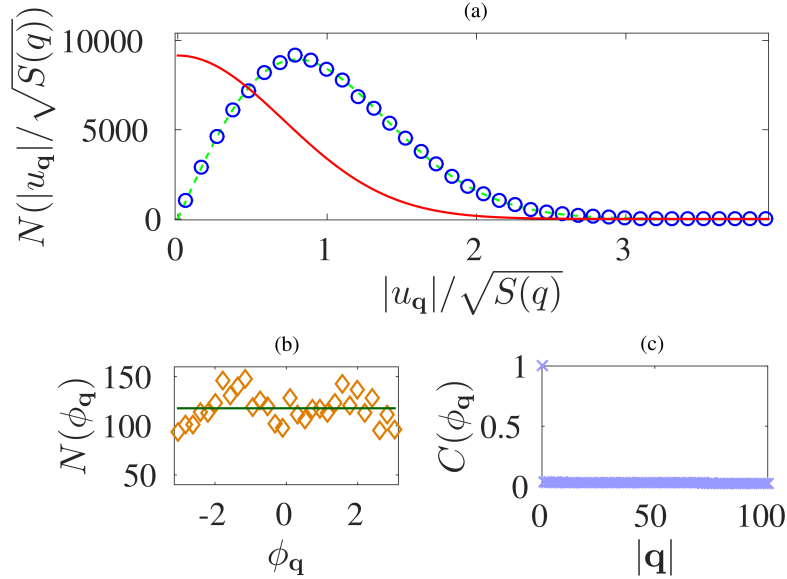 (a)
N(|u_q|/√S(q))
10000
5000
0
0 1 2 3
|u_q|/√S(q)
(b)
N(ϕ_q)
150
100
50
-2 0 2
ϕ_q
(c)
C(ϕ_q)
1
0.5
0
0 50 100
|q|